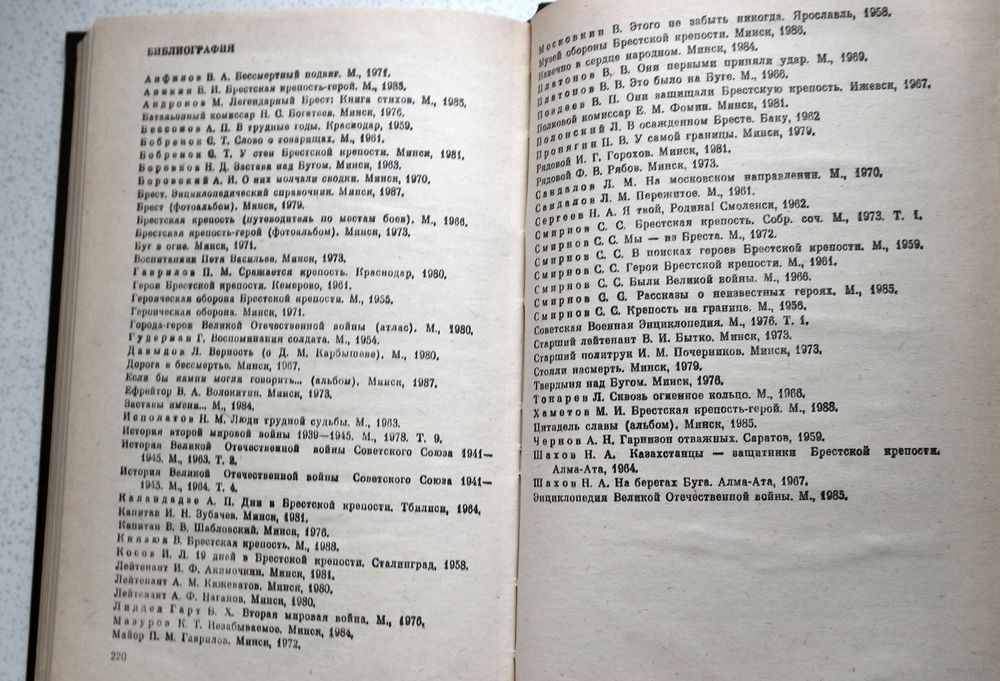 БИБЛИОГРАФИЯ
Анфилов В. А. Бессмертный подвиг. М., 1971.
Аникин В. И. Брестская крепость-герой. М., 1985.
Андронов М. Легендарный Брест: Книга стихов. М., 1985.
Батальонный комиссар Н. С. Богатеев. Минск, 1976.
Бессонов А. П. В трудные годы. Краснодар, 1959.
Бобренок С. Т. Слово о товарищах. М., 1961.
Бобренок С. Т. У стен Брестской крепости. Минск, 1981.
Боровков Н. Д. Застава над Бугом. Минск, 1963.
Боровский А. И. О них молчали сводки. Минск, 1970.
Брест. Энциклопедический справочник. Минск, 1987.
Брест (фотоальбом). Минск, 1979.
Брестская крепость (путеводитель по местам боев). М., 1966.
Брестская крепость-герой (фотоальбом). Минск, 1973.
Буг в огне. Минск, 1971.
Воспитанник Петя Васильев. Минск, 1973.
Гаврилов П. М. Сражается крепость. Краснодар, 1980.
Герои Брестской крепости. Кемерово, 1961.
Героическая оборона Брестской крепости. М., 1955.
Героическая оборона. Минск, 1971.
Города-герои Великой Отечественной войны (атлас). М., 1980.
Гудериан Г. Воспоминания солдата. М., 1954.
Давыдов Л. Верность (о Д. М. Карбышеве). М., 1980.
Дорога в бессмертье. Минск, 1967.
Если бы камни могли говорить... (альбом). Минск, 1987.
Ефрейтор В. А. Волокитин. Минск, 1973.
Заставы имени... М., 1984.
Исполатов Н. М. Люди трудной судьбы. М., 1963.
История второй мировой войны 1939—1945. М., 1978. Т. 9.
История Великой Отечественной войны Советского Союза 1941—
1945. М., 1963. Т. 2.
История Великой Отечественной войны Советского Союза 1941—
1945. М., 1964. Т. 4.
Каландадзе А. П. Дни в Брестской крепости. Тбилиси, 1964.
Капитан И. Н. Зубачев. Минск, 1981.
Капитан В. В. Шабловский. Минск, 1976.
Князюк В. Брестская крепость. М., 1988.
Косов И. Л. 19 дней в Брестской крепости. Сталинград, 1958.
Лейтенант И. Ф. Акимочкин. Минск, 1981.
Лейтенант А. М. Кижеватов. Минск, 1980.
Лейтенант А. Ф. Наганов. Минск, 1980.
Лиддел Гарт Б. Х. Вторая мировая война. М., 1976.
Мазуров К. Т. Незабываемое. Минск, 1984.
Майор П. М. Гаврилов. Минск, 1972.
220
Московкин В. Этого не забыть никогда. Ярославль, 1958.
Музей обороны Брестской крепости. Минск, 1986.
Навечно в сердце народном. Минск, 1984.
Платонов В. В. Они первыми приняли удар. М., 1969.
Платонов В. В. Это было на Буге. М., 1966.
Поздеев В. П. Они защищали Брестскую крепость. Ижевск, 1967.
Полковой комиссар Е. М. Фомин. Минск, 1981.
Полонский Л. В осажденном Бресте. Баку, 1962
Пронягин П. В. У самой границы. Минск, 1979.
Рядовой И. Г. Горохов. Минск, 1981.
Рядовой Ф. В. Рябов. Минск, 1973.
Сандалов Л. М. На московском направлении. М., 1970.
Сандалов Л. М. Пережитое. М., 1961.
Сергеев Н. А. Я твой, Родина! Смоленск, 1962.
Смирнов С. С. Брестская крепость. Собр. соч. М., 1973. Т. 1.
Смирнов С. С. Мы — из Бреста. М., 1972.
Смирнов С. С. В поисках героев Брестской крепости. М., 1959.
Смирнов С. С. Герои Брестской крепости. М., 1961.
Смирнов С. С. Были Великой войны. М., 1966.
Смирнов С. С. Рассказы о неизвестных героях. М., 1985.
Смирнов С. С. Крепость на границе. М., 1956.
Советская Военная Энциклопедия. М., 1976. Т. 1.
Старший лейтенант В. И. Бытко. Минск, 1973.
Старший политрук И. М. Почерников. Минск, 1973.
Стояли насмерть. Минск, 1979.
Твердыня над Бугом. Минск, 1976.
Токарев Л. Сквозь огненное кольцо. М., 1966.
Хаметов М. И. Брестская крепость-герой. М., 1988.
Цитадель славы (альбом). Минск, 1985.
Чернов А. Н. Гарнизон отважных. Саратов, 1959.
Шахов Н. А. Казахстанцы — защитники Брестской крепости.
Алма-Ата, 1964.
Шахов Н. А. На берегах Буга. Алма-Ата, 1967.
Энциклопедия Великой Отечественной войны. М., 1985.